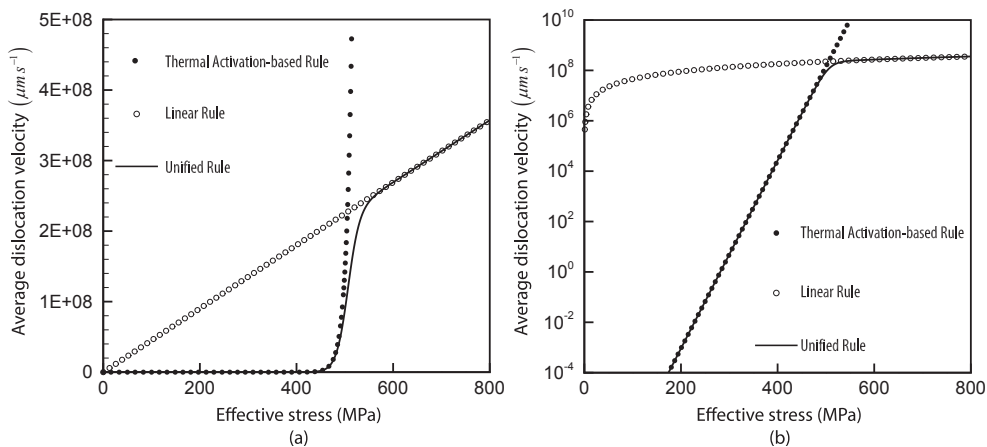 5E+08
4E+08
3E+08
2E+08
1E+08
0E+00
0
200
400
600
800
Average dislocation velocity (μm s⁻¹)
Thermal Activation-based Rule
Linear Rule
Unified Rule
Effective stress (MPa)
(a)
10¹⁰
10⁸
10⁶
10⁴
10²
10⁰
10⁻²
10⁻⁴
0
200
400
600
800
Average dislocation velocity (μm s⁻¹)
Thermal Activation-based Rule
Linear Rule
Unified Rule
Effective stress (MPa)
(b)